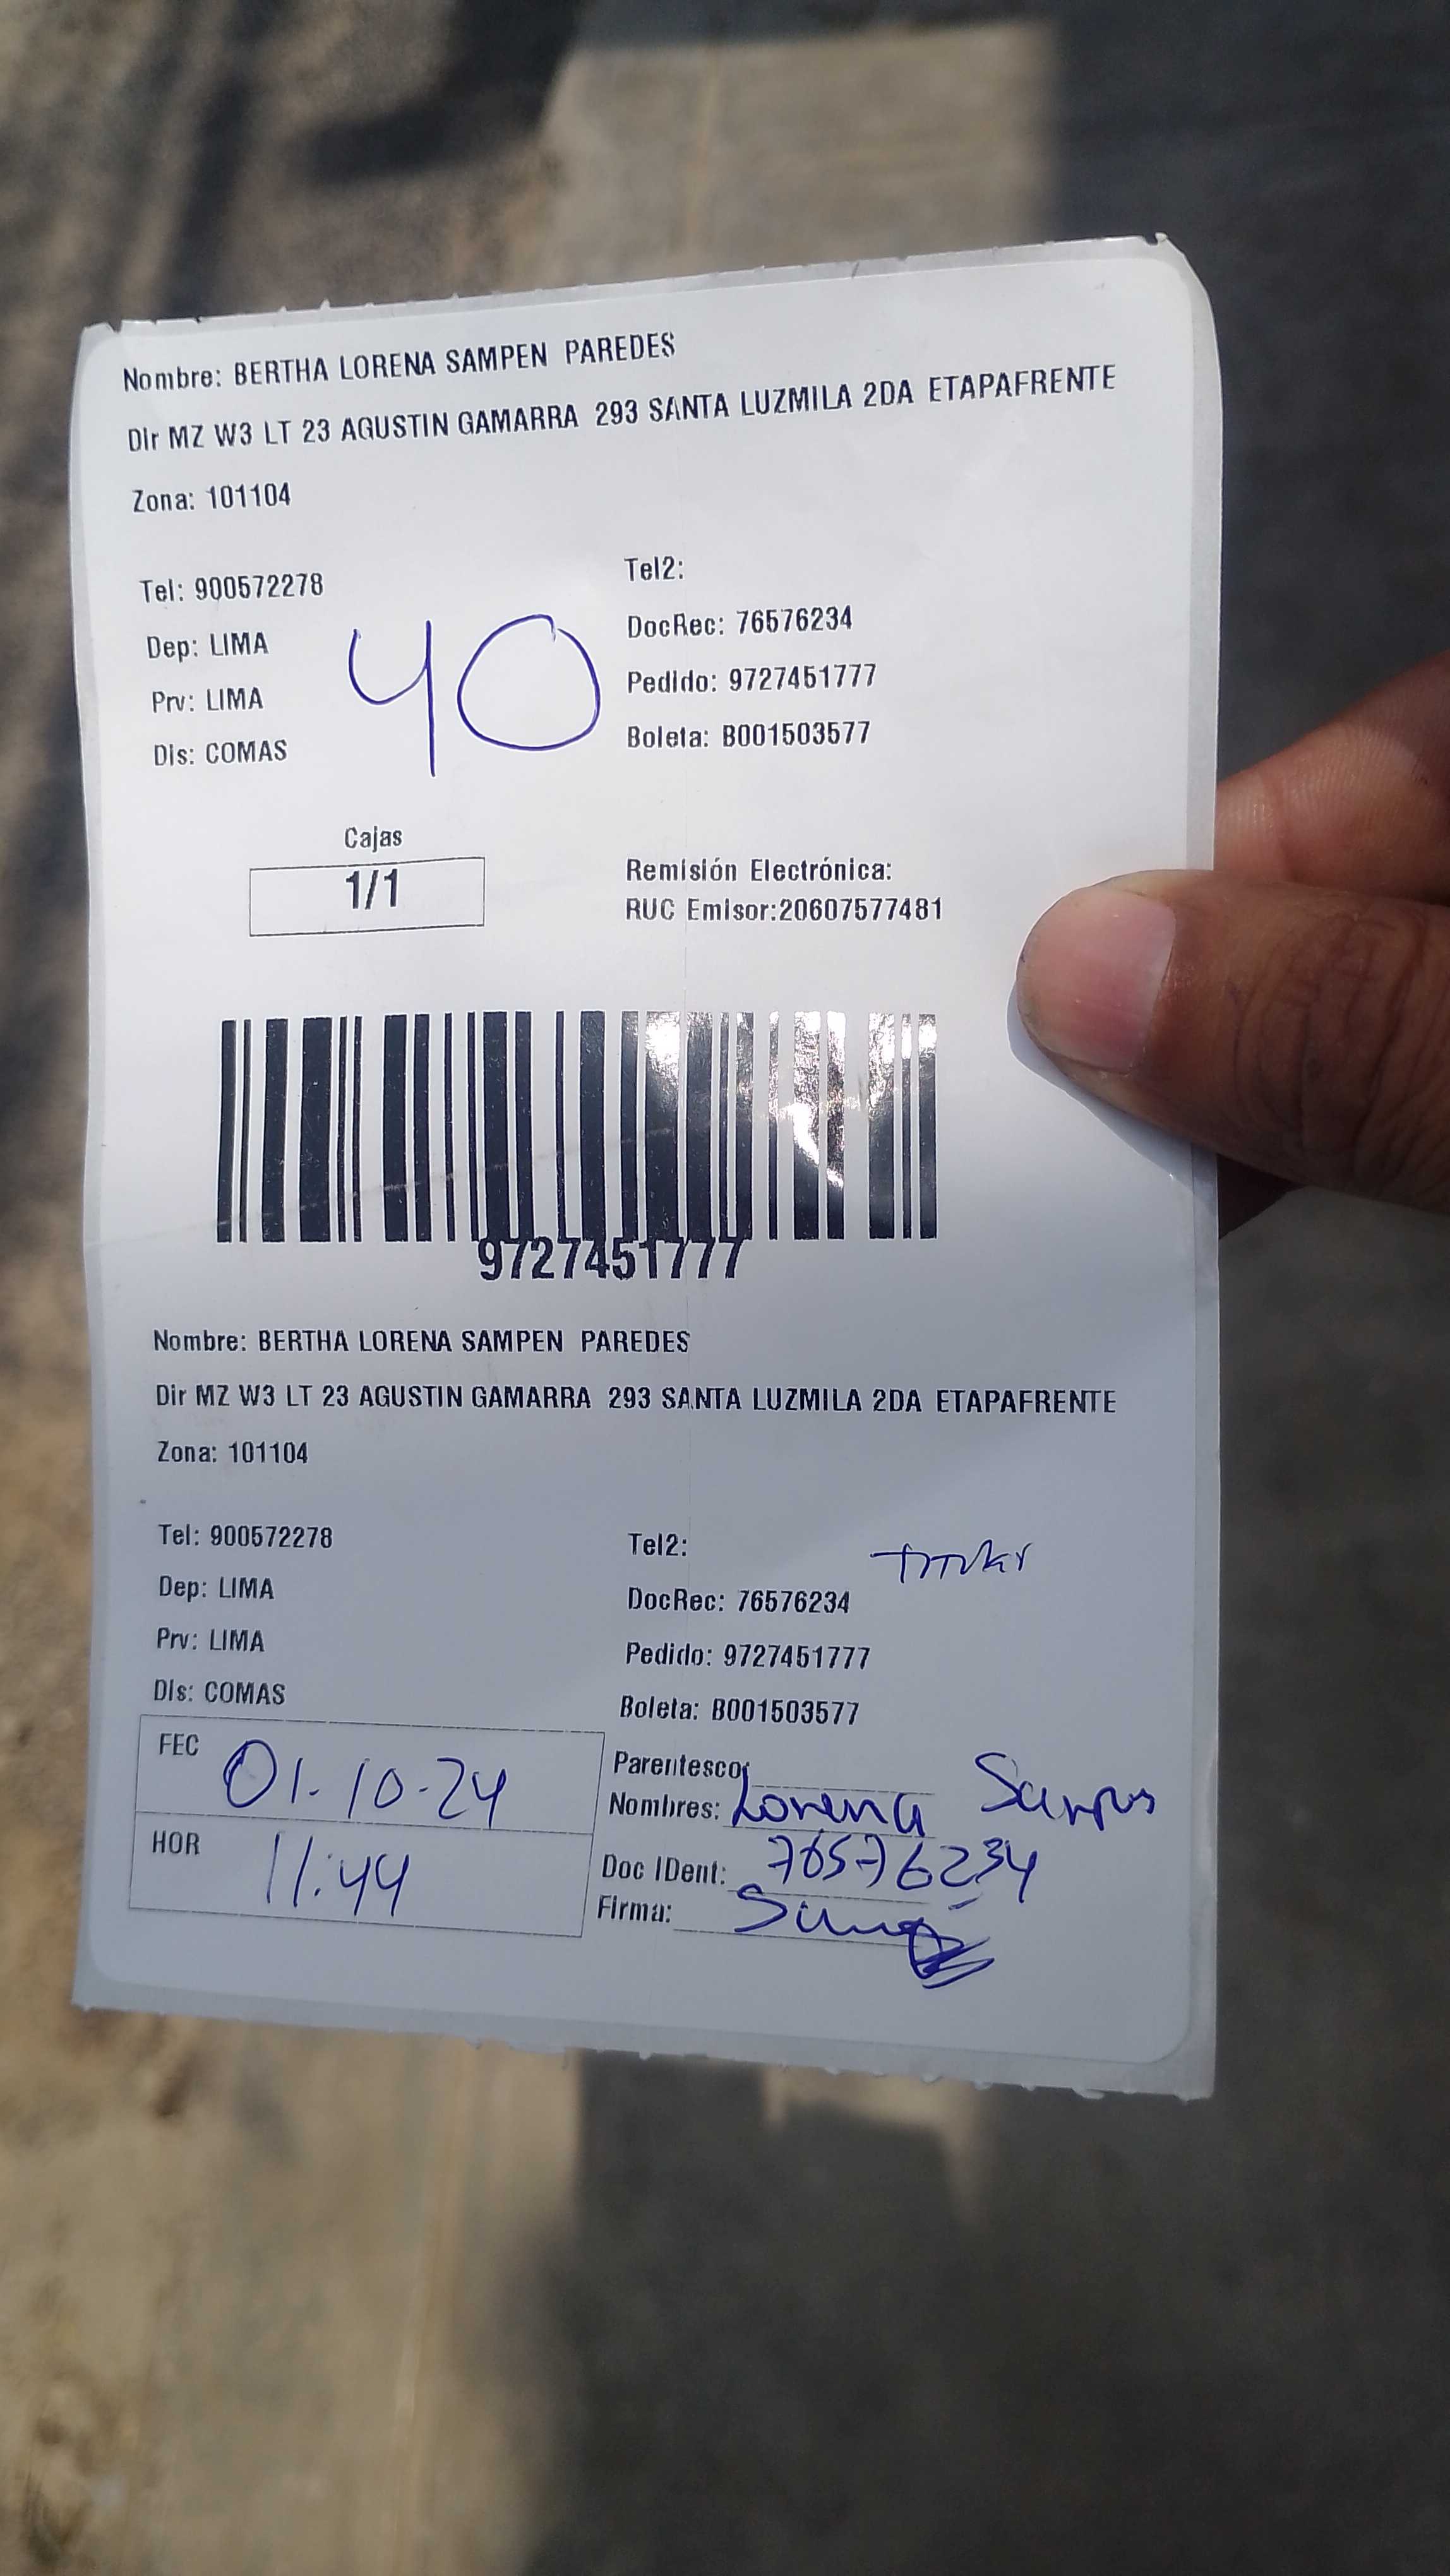 Nombre: BERTHA LORENA SAMPEN PAREDES
Dir MZ W3 LT 23 AGUSTIN GAMARRA 293 SANTA LUZMILA 2DA ETAPAFRENTE
Zona: 101104
Tel: 900572278
Tel2:
Dep: LIMA
DocRec: 76576234
Prv: LIMA
40
Pedido: 9727451777
Dis: COMAS
Boleta: B001503577
Cajas
1/1
Remisión Electrónica:
RUC Emisor:20607577481
9727451777
Nombre: BERTHA LORENA SAMPEN PAREDES
Dir MZ W3 LT 23 AGUSTIN GAMARRA 293 SANTA LUZMILA 2DA ETAPAFRENTE
Zona: 101104
Tel: 900572278
Tel2:
Dep: LIMA
DocRec: 76576234
Prv: LIMA
Pedido: 9727451777
Dis: COMAS
Boleta: B001503577
FEC 01-10-24
Parentesco
Nombres: Lorena
HOR 11:44
Doc IDent: 76576234
Firma: